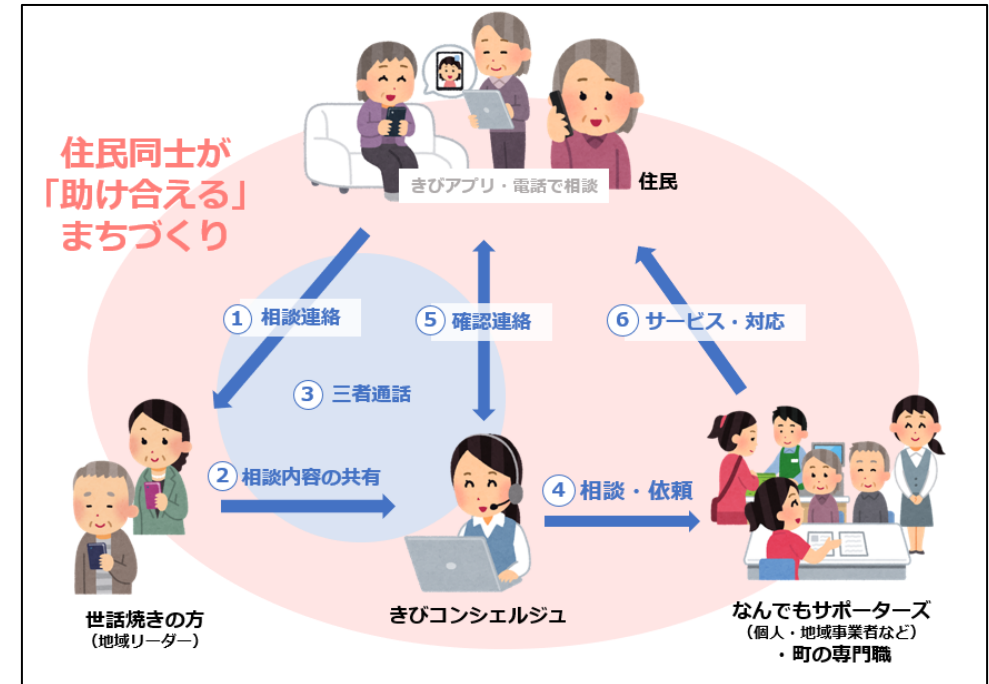 住民同士が
「助け合える」
まちづくり
きびアプリ・電話で相談
住民
① 相談連絡
⑤ 確認連絡
⑥ サービス・対応
③ 三者通話
② 相談内容の共有
④ 相談・依頼
世話焼きの方
（地域リーダー）
きびコンシェルジュ
なんでもサポーターズ
（個人・地域事業者など）
・町の専門職